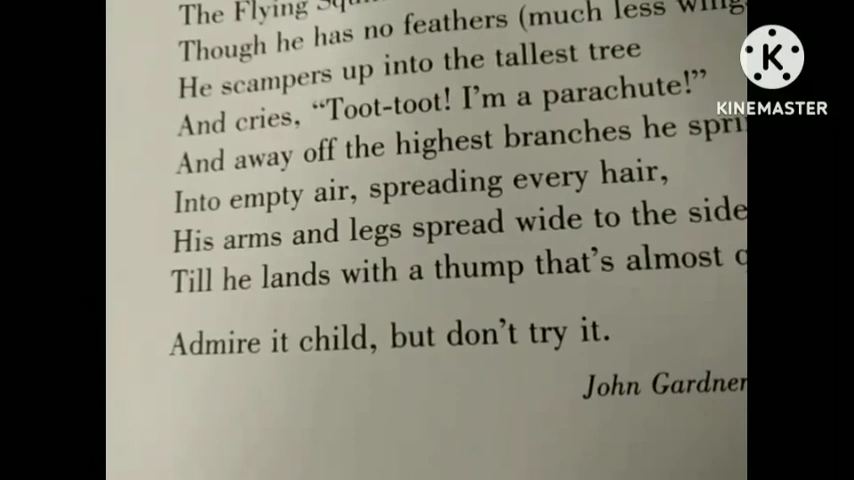 The Flying
Though he has no feathers (much less
He scampers up into the tallest tree
And cries, “Toot-toot! I'm a parachute!”
And away off the highest branches he
Into empty air, spreading every hair,
His arms and legs spread wide to the side
Till he lands with a thump that's almost
Admire it child, but don't try it.
John Gardner
KINEMASTER